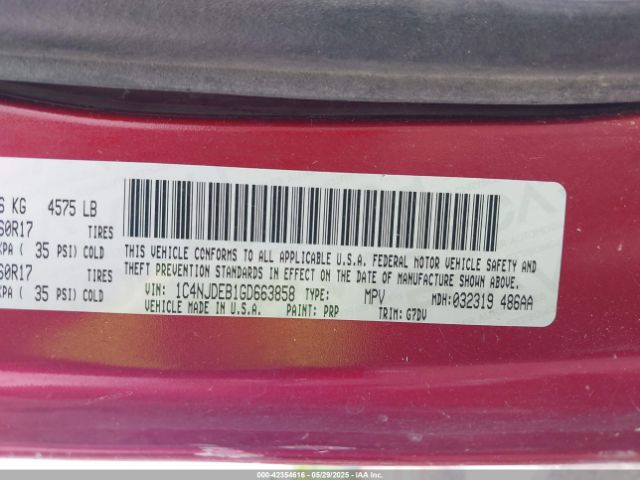 6 KG 4575 LB
60R17 TIRES
KPA ( 35 PSI) COLD
60R17 TIRES
KPA ( 35 PSI) COLD
THIS VEHICLE CONFORMS TO ALL APPLICABLE U.S.A. FEDERAL MOTOR VEHICLE SAFETY AND
THEFT PREVENTION STANDARDS IN EFFECT ON THE DATE OF MANUFACTURE SHOWN ABOVE.
VIN: 1C4NJDEB1GD663858 TYPE: MPV MDH:032319 486AA
VEHICLE MADE IN U.S.A. PAINT: PRP TRIM: G7DV
000-42354616 - 05/29/2025 - IAA Inc.